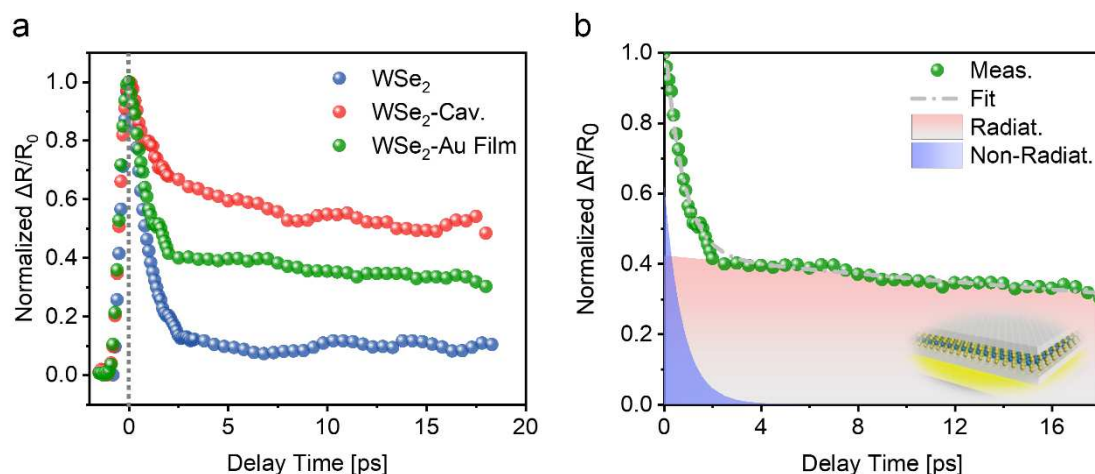 a
Normalized ΔR/R₀
1.0
0.8
0.6
0.4
0.2
0.0
WSe₂
WSe₂-Cav.
WSe₂-Au Film
0
5
10
15
20
Delay Time [ps]
b
Normalized ΔR/R0
1.0
0.8
0.6
0.4
0.2
0.0
Meas.
Fit
Radiat.
Non-Radiat.
0
4
8
12
16
Delay Time [ps]